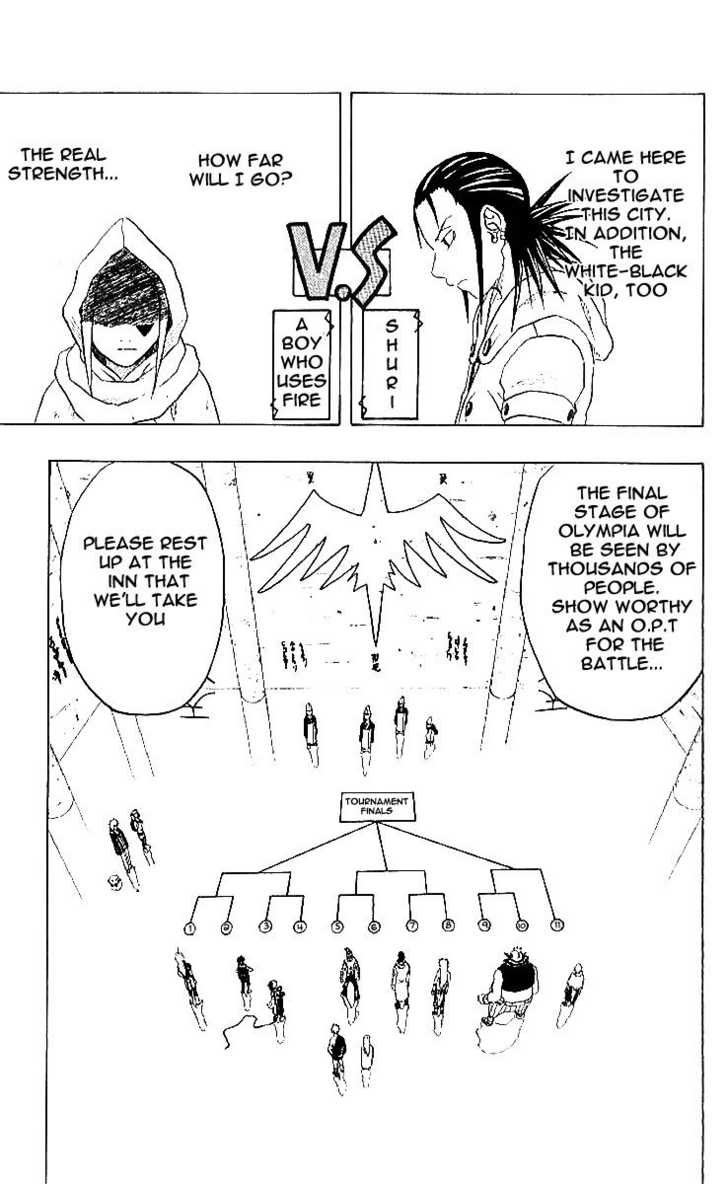 I CAME HERE
TO
INVESTIGATE
THIS CITY.
IN ADDITION,
THE
WHITE-BLACK
KID, TOO
SHURI
V.S
A
BOY
WHO
USES
FIRE
HOW FAR
WILL I GO?
THE REAL
STRENGTH...
THE FINAL
STAGE OF
OLYMPIA WILL
BE SEEN BY
THOUSANDS OF
PEOPLE.
SHOW WORTHY
AS AN O.P.T
FOR THE
BATTLE...
PLEASE REST
UP AT THE
INN THAT
WE'LL TAKE
YOU
TOURNAMENT
FINALS
1 2 3 4 5 6 7 8 9 10 11